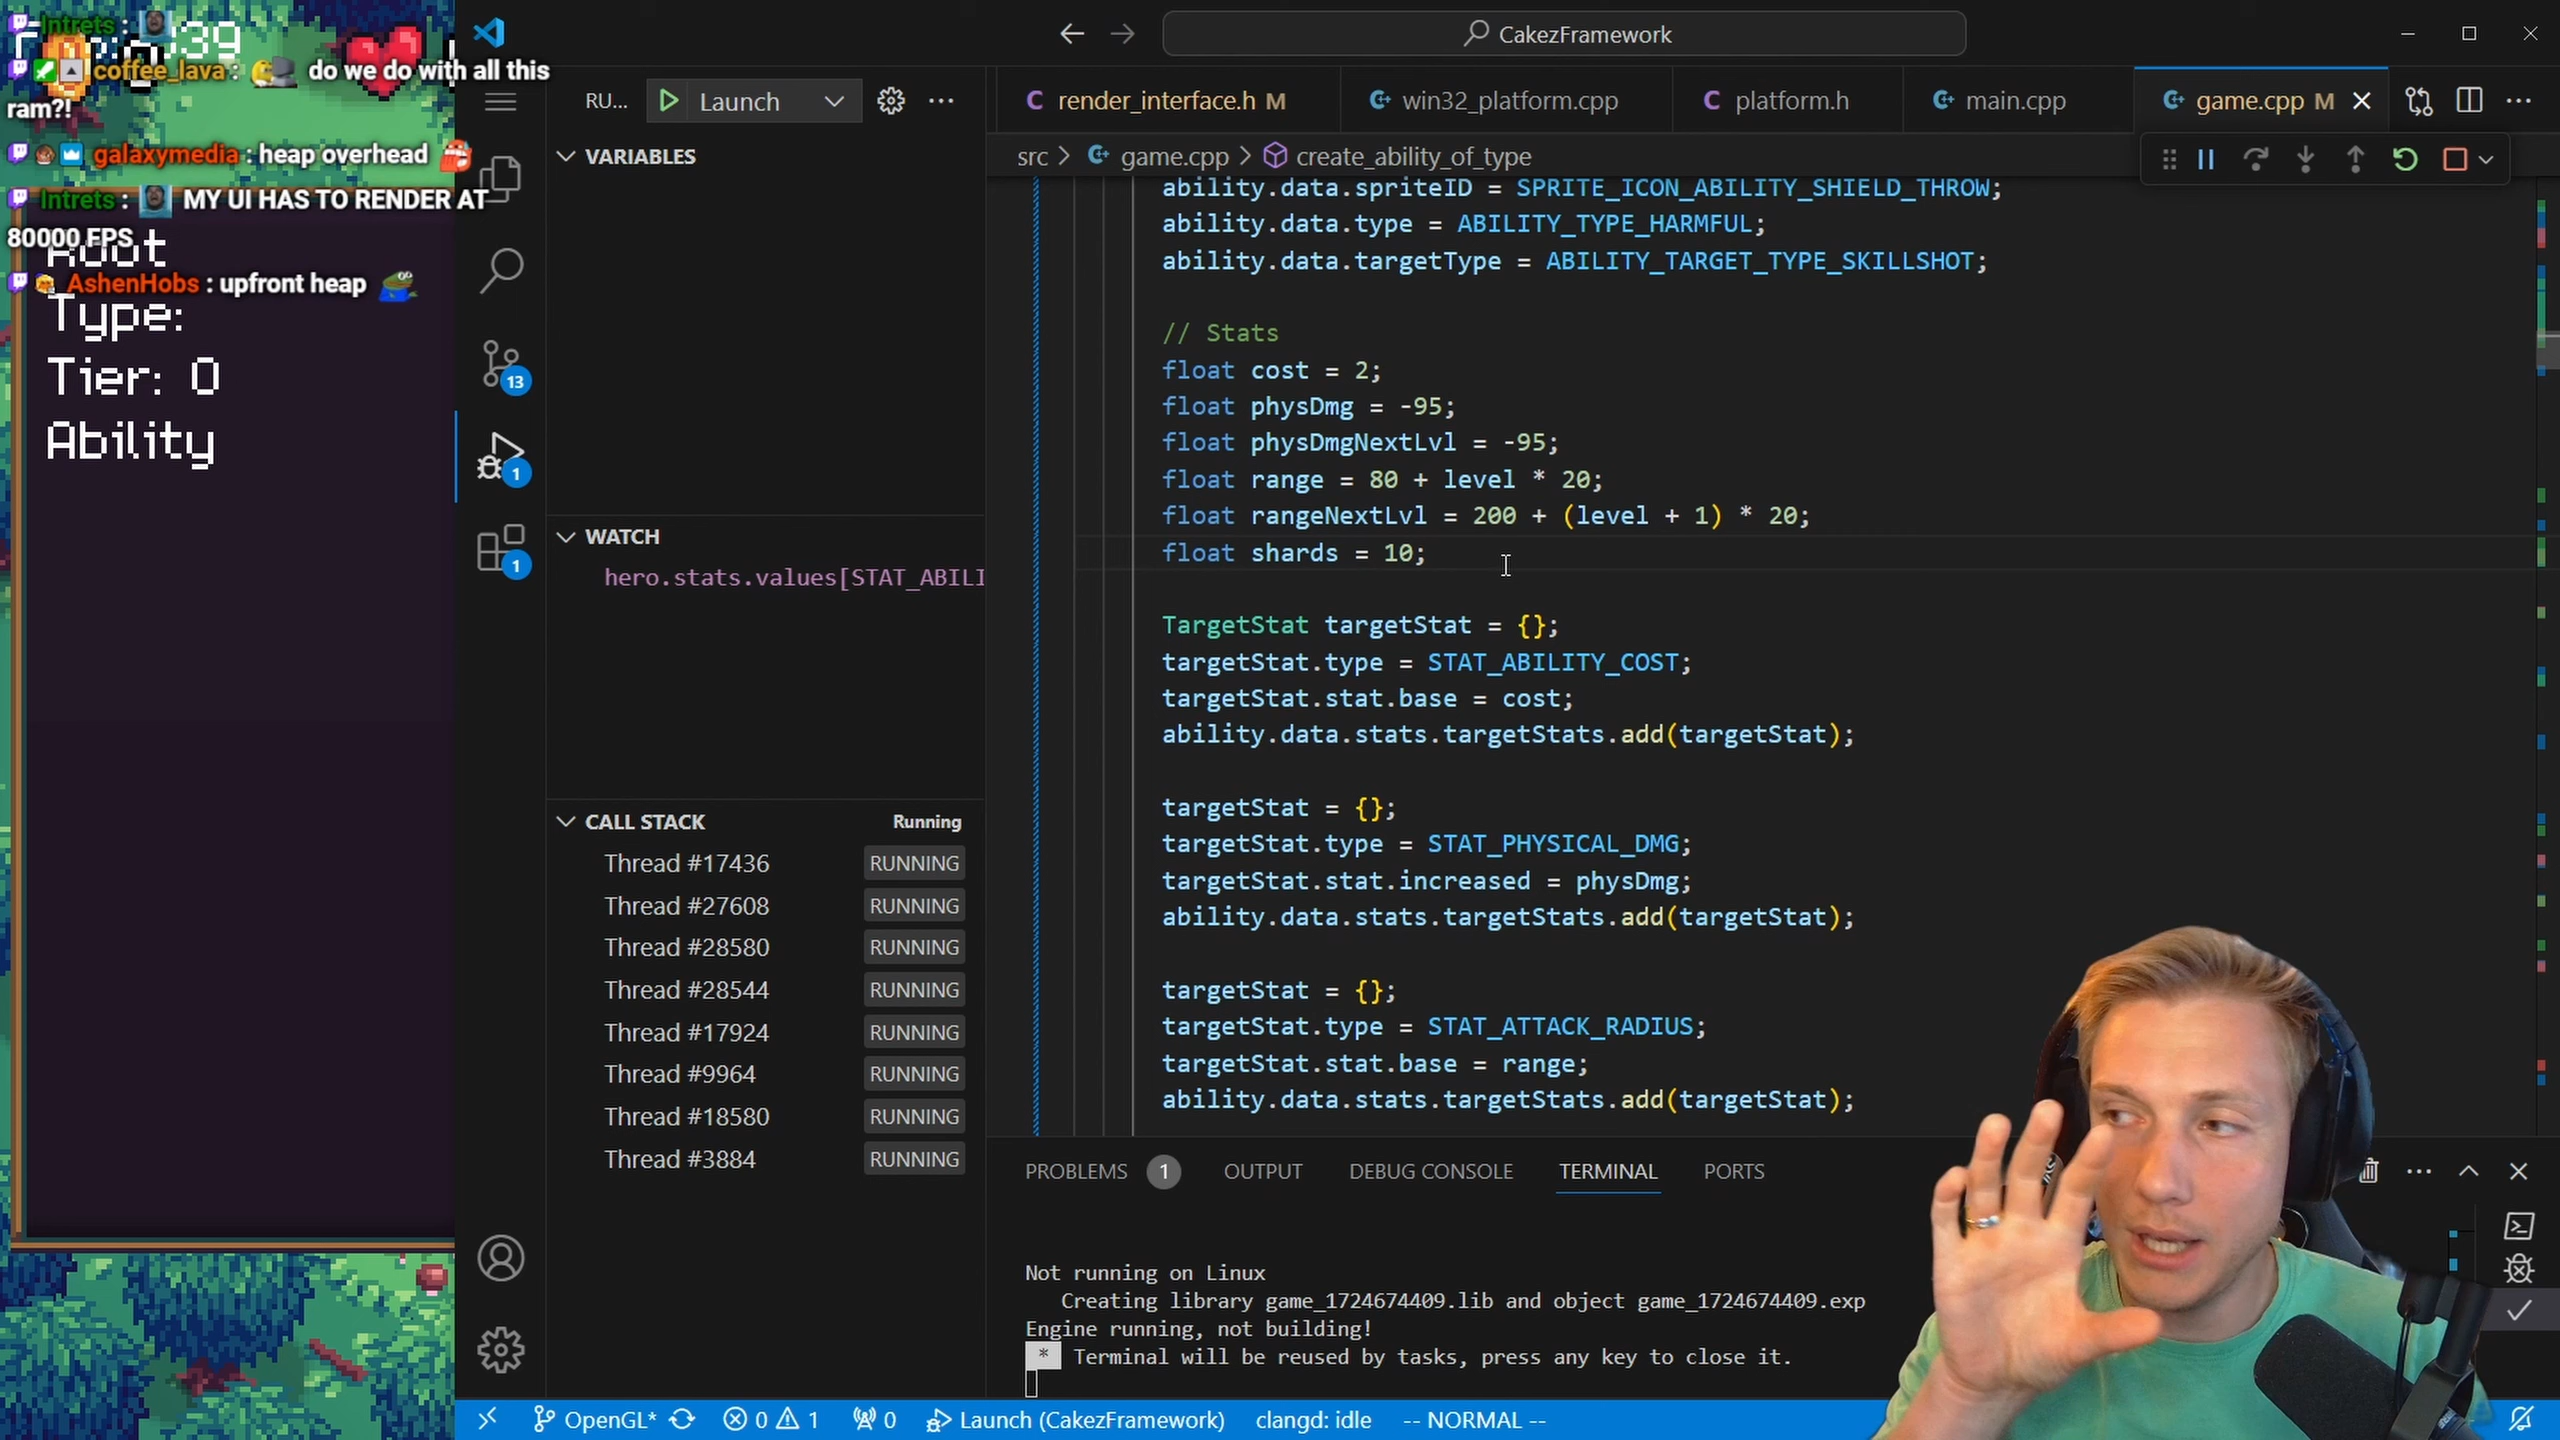 Intrets :
coffee_lava : do we do with all this
ram?!
galaxymedia : heap overhead
Intrets : MY UI HAS TO RENDER AT
80000 FPS
AshenHobs : upfront heap
Root
Type:
Tier: 0
Ability
CakezFramework
RU...
Launch
VARIABLES
WATCH
hero.stats.values[STAT_ABILI
CALL STACK
Running
Thread #17436 RUNNING
Thread #27608 RUNNING
Thread #28580 RUNNING
Thread #28544 RUNNING
Thread #17924 RUNNING
Thread #9964 RUNNING
Thread #18580 RUNNING
Thread #3884 RUNNING
13
1
1
render_interface.h M
win32_platform.cpp
platform.h
main.cpp
game.cpp M
src > game.cpp > create_ability_of_type
ability.data.spriteID = SPRITE_ICON_ABILITY_SHIELD_THROW;
ability.data.type = ABILITY_TYPE_HARMFUL;
ability.data.targetType = ABILITY_TARGET_TYPE_SKILLSHOT;
// Stats
float cost = 2;
float physDmg = -95;
float physDmgNextLvl = -95;
float range = 80 + level * 20;
float rangeNextLvl = 200 + (level + 1) * 20;
float shards = 10;
TargetStat targetStat = {};
targetStat.type = STAT_ABILITY_COST;
targetStat.stat.base = cost;
ability.data.stats.targetStats.add(targetStat);
targetStat = {};
targetStat.type = STAT_PHYSICAL_DMG;
targetStat.stat.increased = physDmg;
ability.data.stats.targetStats.add(targetStat);
targetStat = {};
targetStat.type = STAT_ATTACK_RADIUS;
targetStat.stat.base = range;
ability.data.stats.targetStats.add(targetStat);
PROBLEMS 1 OUTPUT DEBUG CONSOLE TERMINAL PORTS
Not running on Linux
Creating library game_1724674409.lib and object game_1724674409.exp
Engine running, not building!
* Terminal will be reused by tasks, press any key to close it.
OpenGL* 0 1 0 Launch (CakezFramework) clangd: idle -- NORMAL --